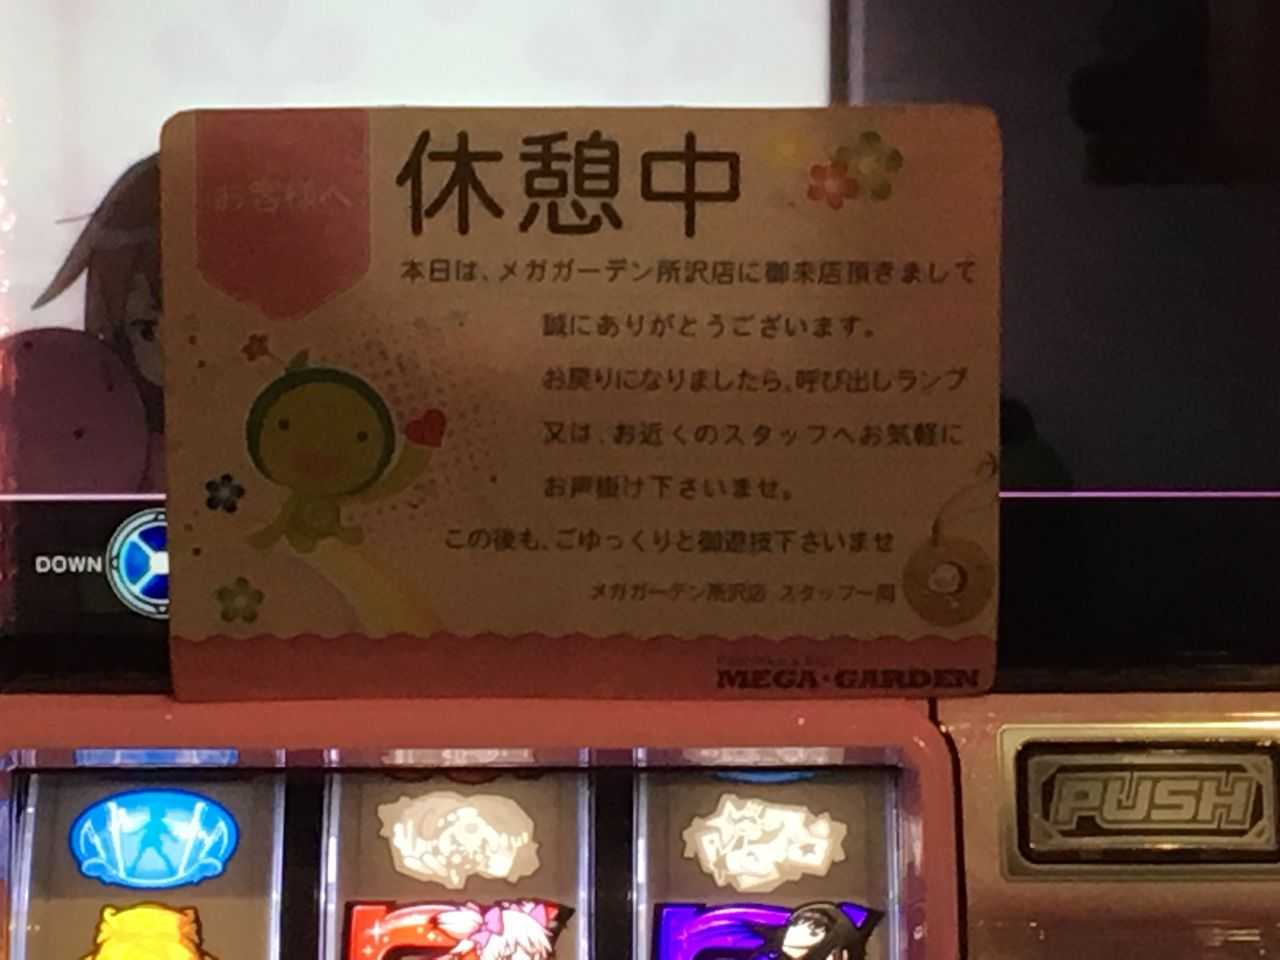 お客様へ
休憩中
本日は、メガガーデン所沢店に御来店頂きまして
誠にありがとうございます。
お戻りになりましたら、呼び出しランプ
又は、お近くのスタッフへお気軽に
お声掛け下さいませ。
この後も、ごゆっくりと御遊技下さいませ
メガガーデン所沢店 スタッフ一同
MEGA・GARDEN
DOWN
PUSH